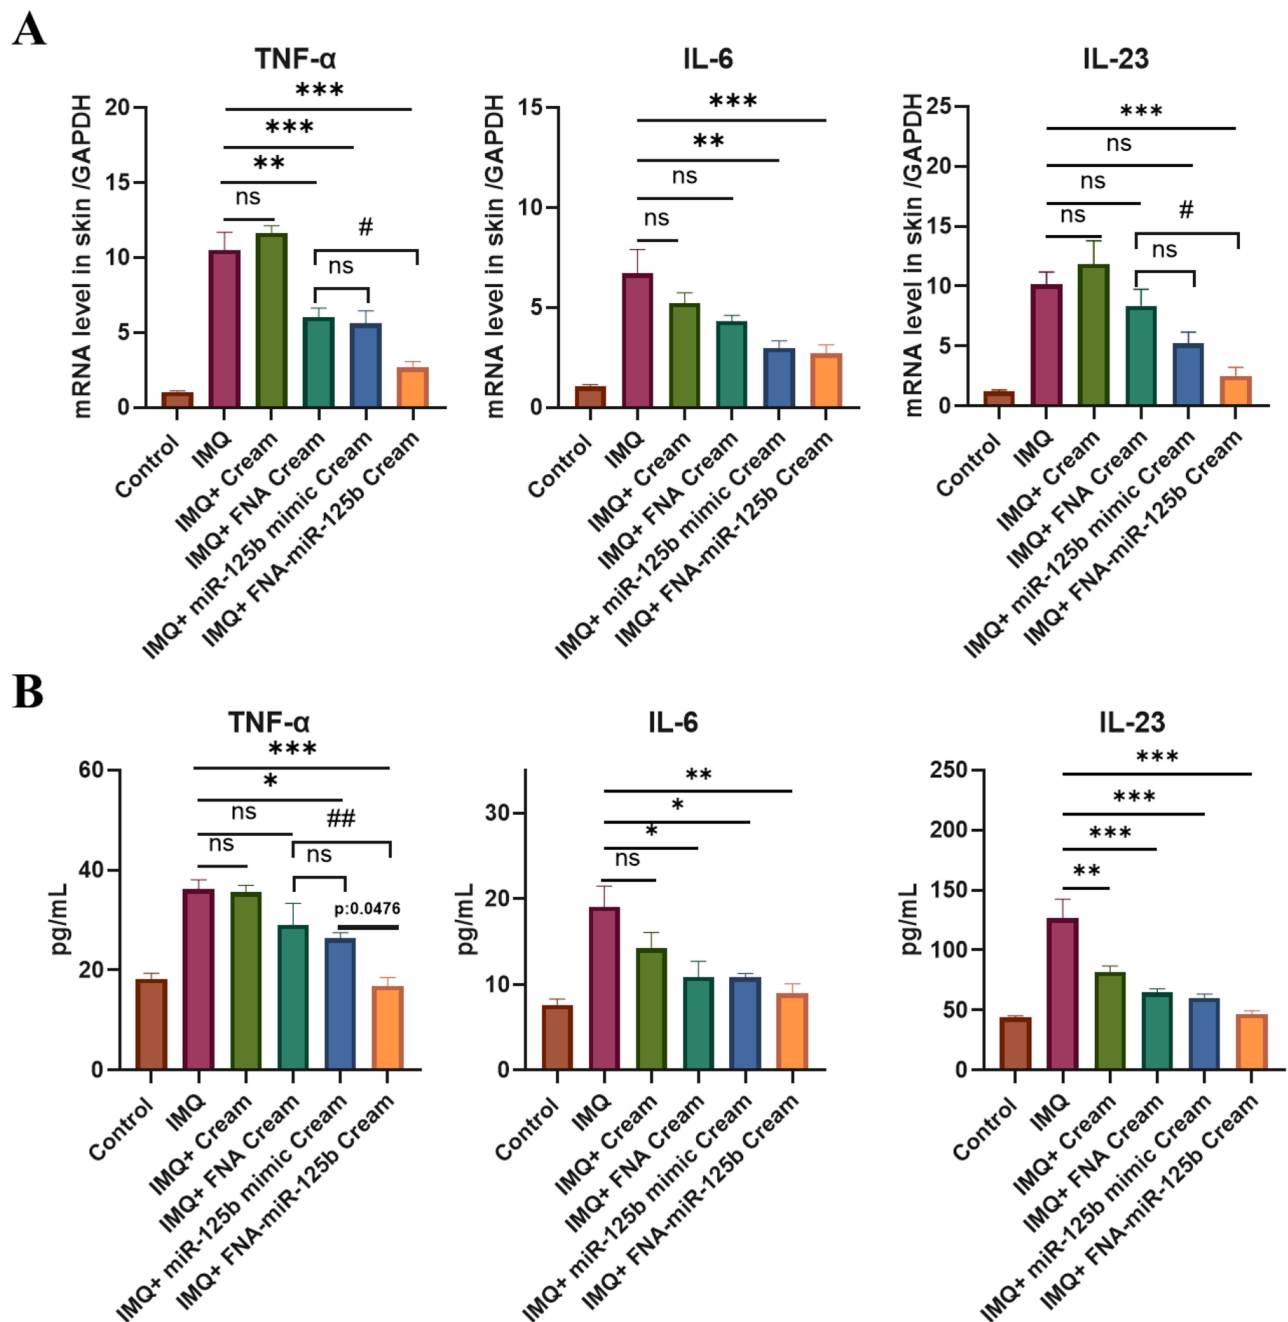 A
TNF-α
IL-6
IL-23
mRNA level in skin /GAPDH
20
15
10
5
0
***
***
**
ns
#
ns
Control
IMQ
IMQ+ Cream
IMQ+ FNA Cream
IMQ+ miR-125b mimic Cream
IMQ+ FNA-miR-125b Cream
mRNA level in skin /GAPDH
15
10
5
0
***
**
ns
ns
Control
IMQ
IMQ+ Cream
IMQ+ FNA Cream
IMQ+ miR-125b mimic Cream
IMQ+ FNA-miR-125b Cream
mRNA level in skin /GAPDH
25
20
15
10
5
0
***
ns
ns
ns
#
ns
Control
IMQ
IMQ+ Cream
IMQ+ FNA Cream
IMQ+ miR-125b mimic Cream
IMQ+ FNA-miR-125b Cream
B
TNF-α
IL-6
IL-23
pg/mL
60
40
20
0
***
*
ns
##
ns
ns
p:0.0476
Control
IMQ
IMQ+ Cream
IMQ+ FNA Cream
IMQ+ miR-125b mimic Cream
IMQ+ FNA-miR-125b Cream
pg/mL
30
20
10
0
**
*
*
ns
Control
IMQ
IMQ+ Cream
IMQ+ FNA Cream
IMQ+ miR-125b mimic Cream
IMQ+ FNA-miR-125b Cream
pg/mL
250
200
150
100
50
0
***
***
***
**
Control
IMQ
IMQ+ Cream
IMQ+ FNA Cream
IMQ+ miR-125b mimic Cream
IMQ+ FNA-miR-125b Cream